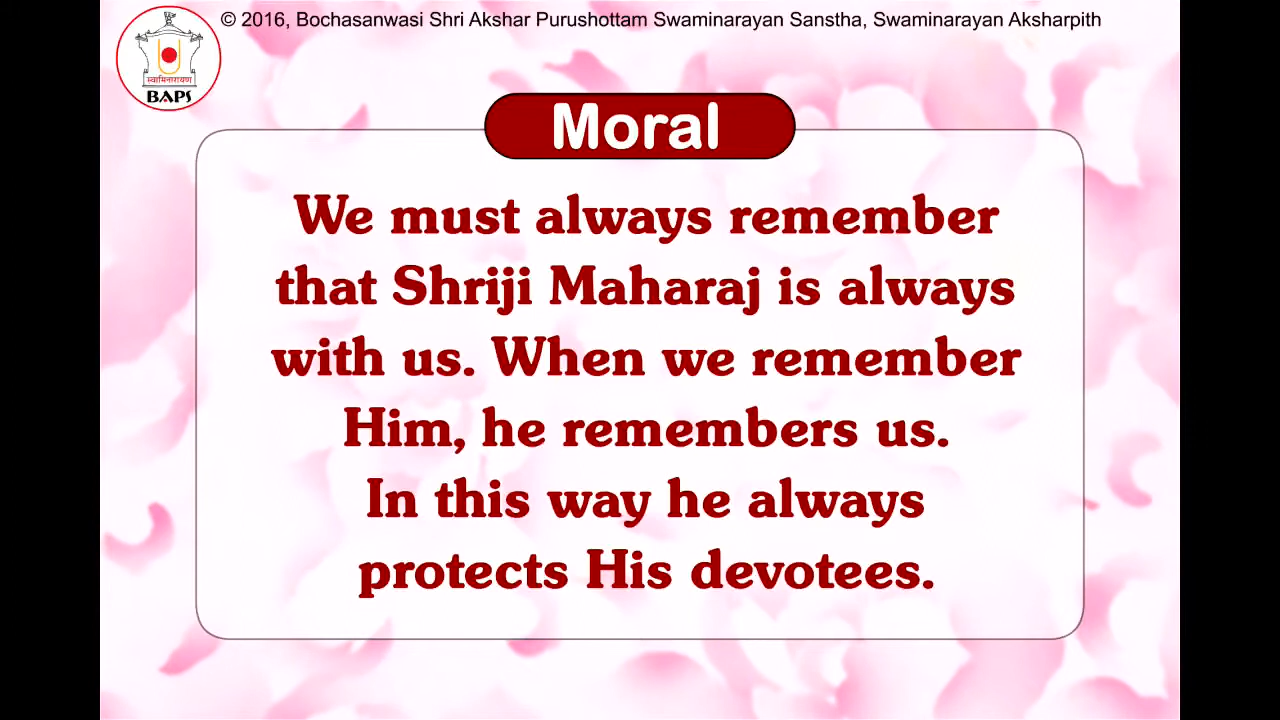 © 2016, Bochasanwasi Shri Akshar Purushottam Swaminarayan Sanstha, Swaminarayan Aksharpith
स्वामिनारायण
BAPS
Moral
We must always remember
that Shriji Maharaj is always
with us. When we remember
Him, he remembers us.
In this way he always
protects His devotees.